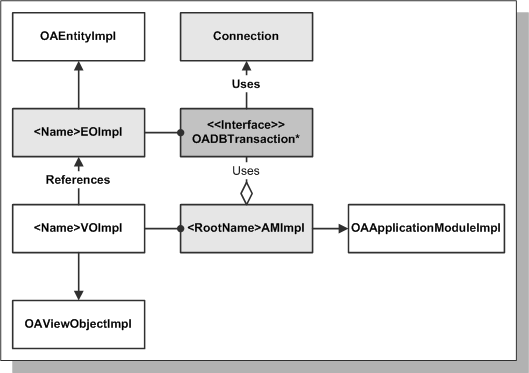 OAEntityImpl
Connection
Uses
<Name>EOImpl
<<Interface>>
OADBTransaction*
References
Uses
<Name>VOImpl
<RootName>AMImpl
OAApplicationModuleImpl
OAViewObjectImpl